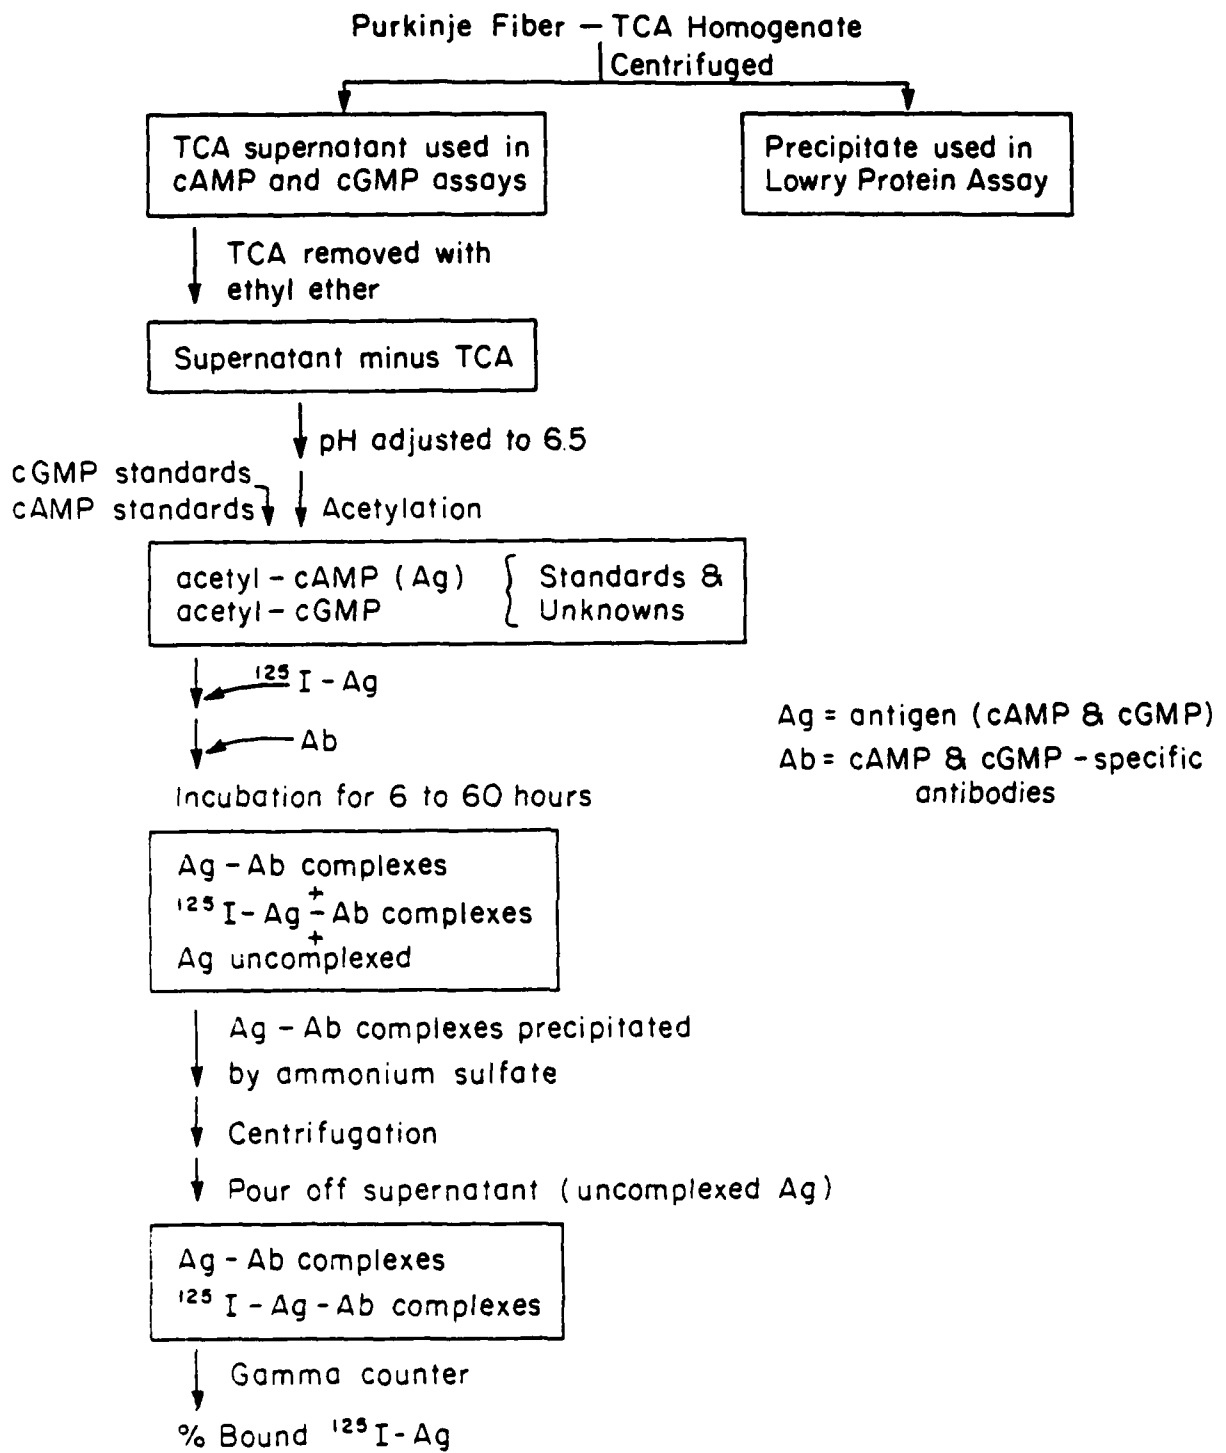 Purkinje Fiber – TCA Homogenate
Centrifuged
TCA supernatant used in
cAMP and cGMP assays
Precipitate used in
Lowry Protein Assay
TCA removed with
ethyl ether
Supernatant minus TCA
pH adjusted to 6.5
cGMP standards
cAMP standards
Acetylation
acetyl – cAMP (Ag)
acetyl – cGMP
{ Standards &
Unknowns
¹²⁵I – Ag
Ab
Ag = antigen (cAMP & cGMP)
Ab = cAMP & cGMP – specific
antibodies
Incubation for 6 to 60 hours
Ag – Ab complexes
+
¹²⁵I – Ag – Ab complexes
+
Ag uncomplexed
Ag – Ab complexes precipitated
by ammonium sulfate
Centrifugation
Pour off supernatant (uncomplexed Ag)
Ag – Ab complexes
¹²⁵I – Ag – Ab complexes
Gamma counter
% Bound ¹²⁵I – Ag